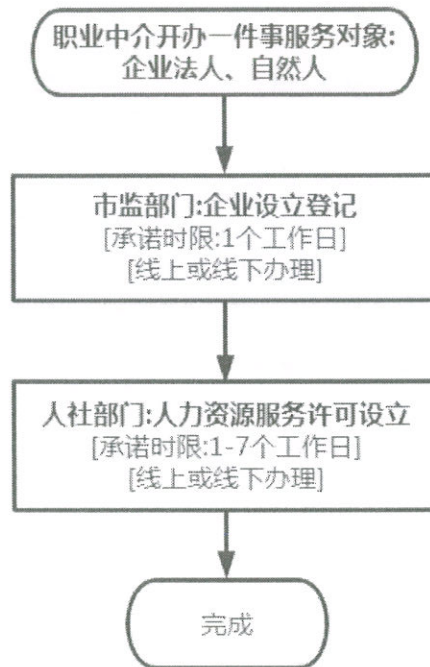 职业中介开办一件事服务对象:
企业法人、自然人
市监部门:企业设立登记
[承诺时限:1个工作日]
[线上或线下办理]
人社部门:人力资源服务许可设立
[承诺时限:1-7个工作日]
[线上或线下办理]
完成